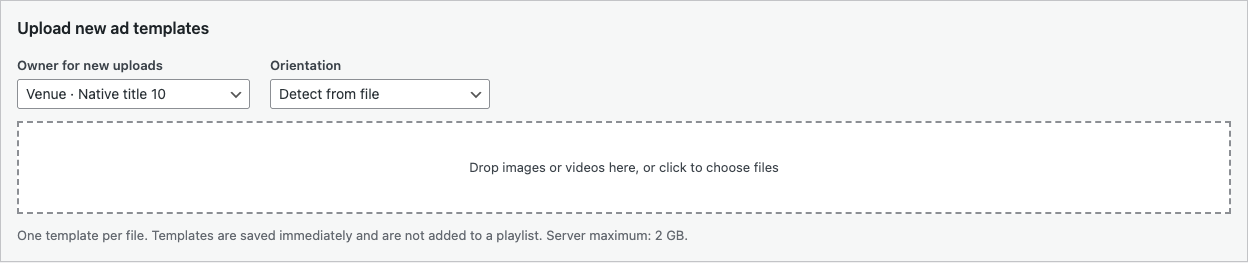 Upload new ad templates
Owner for new uploads
Orientation
Venue · Native title 10
Detect from file
Drop images or videos here, or click to choose files
One template per file. Templates are saved immediately and are not added to a playlist. Server maximum: 2 GB.